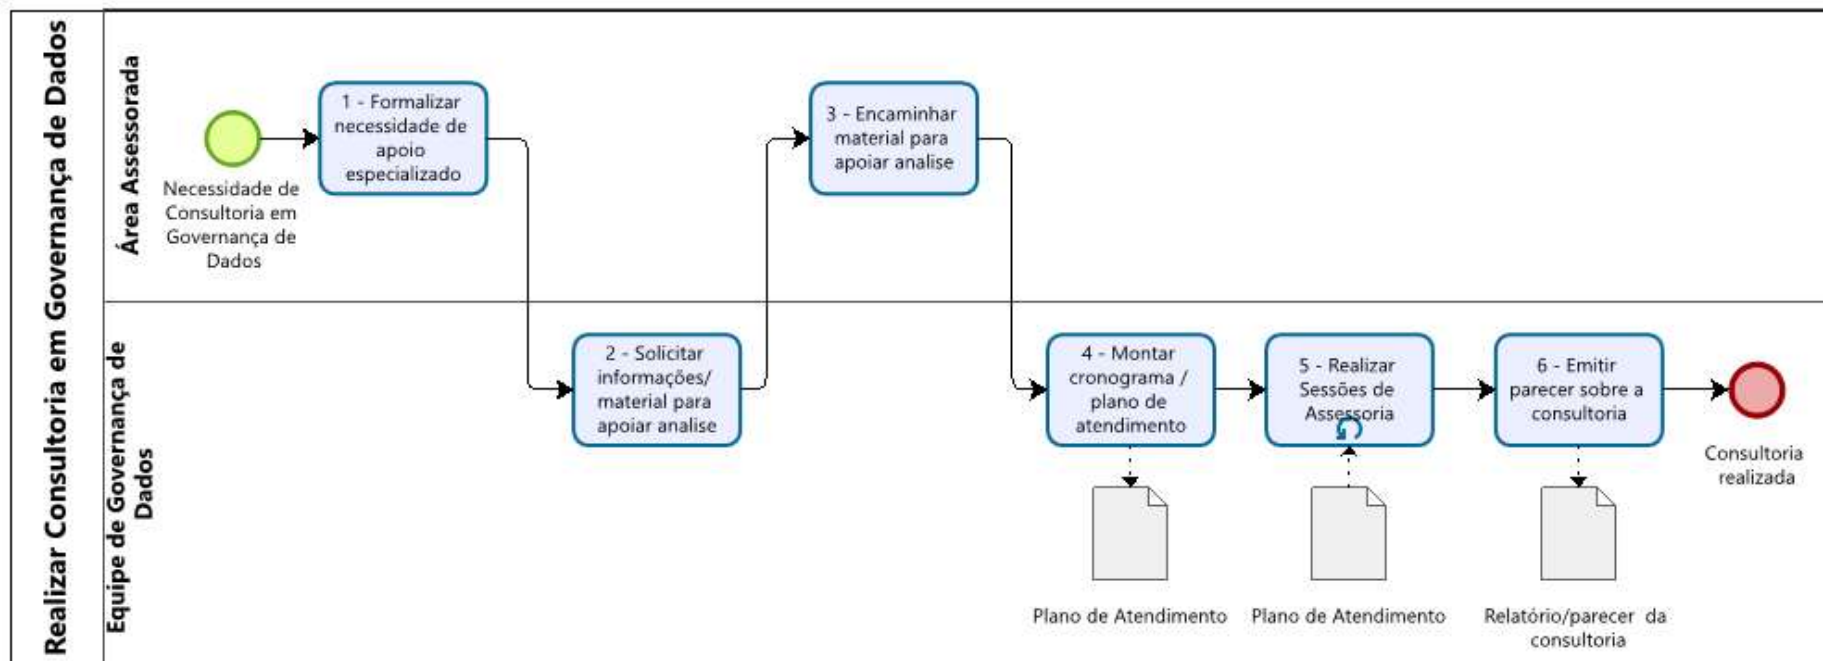 Realizar Consultoria em Governança de Dados
Área Assessorada
Necessidade de
Consultoria em
Governança de
Dados
1 - Formalizar
necessidade de
apoio
especializado
3 - Encaminhar
material para
apoiar analise
Equipe de Governança de
Dados
2 - Solicitar
informações/
material para
apoiar analise
4 - Montar
cronograma /
plano de
atendimento
5 - Realizar
Sessões de
Assessoria
6 - Emitir
parecer sobre a
consultoria
Consultoria
realizada
Plano de Atendimento
Plano de Atendimento
Relatório/parecer da
consultoria